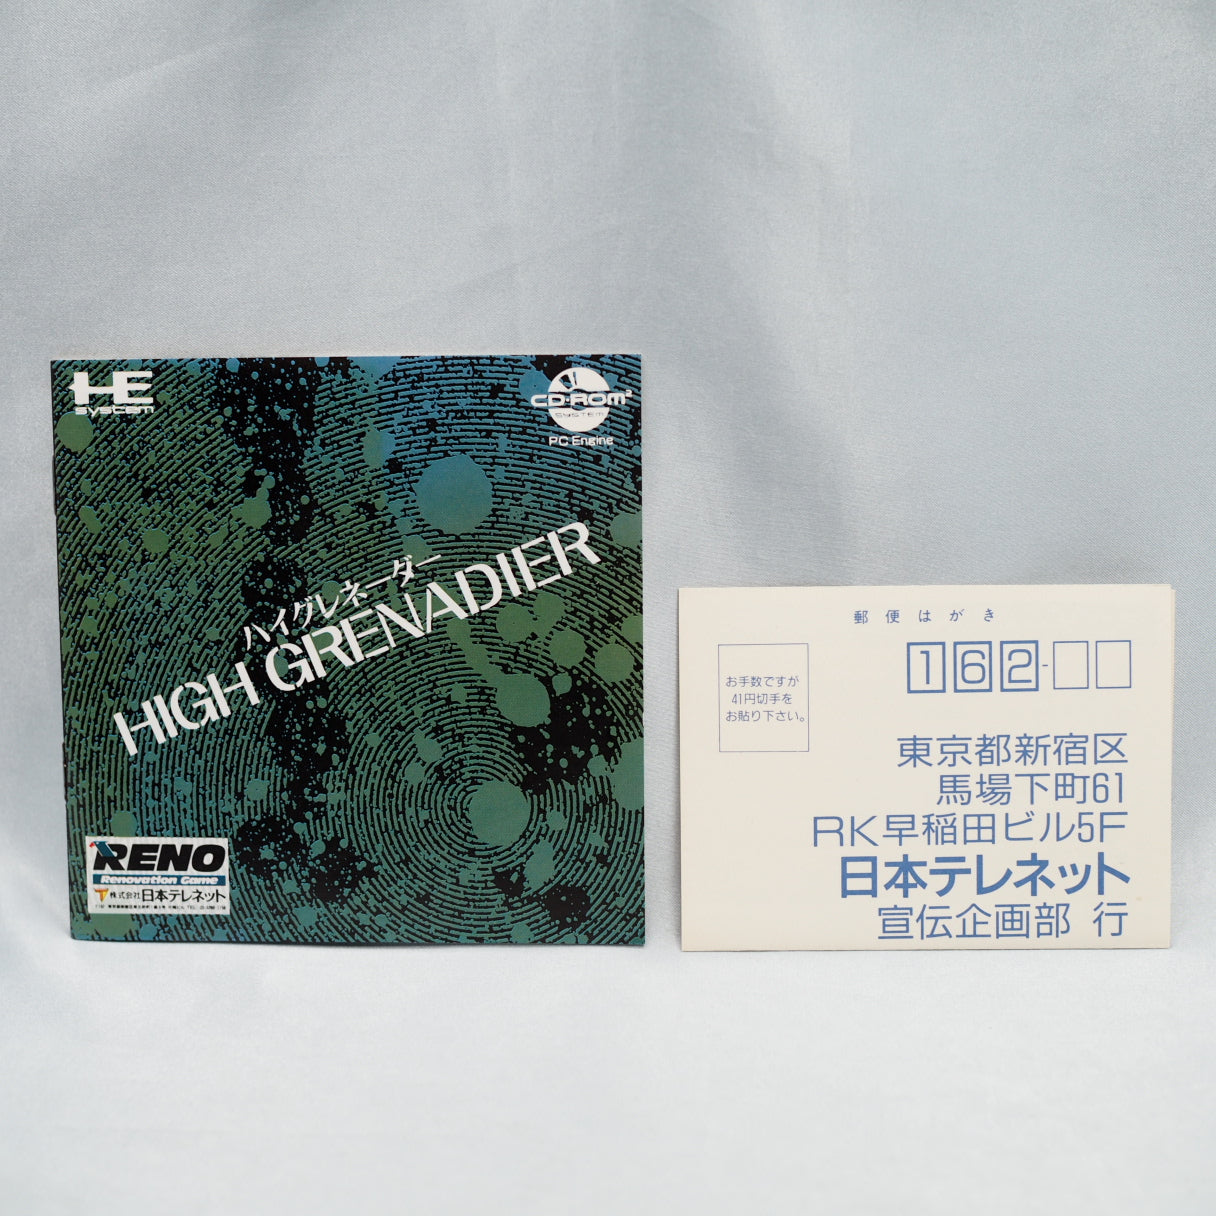 HE
system
CD-ROM²
SYSTEM
PC Engine
ハイグレネーダー
HIGH GRENADIER
RENO
Renovation Game
株式会社日本テレネット
郵便はがき
162-
お手数ですが
41円切手を
お貼り下さい。
東京都新宿区
馬場下町61
RK早稲田ビル5F
日本テレネット
宣伝企画部 行